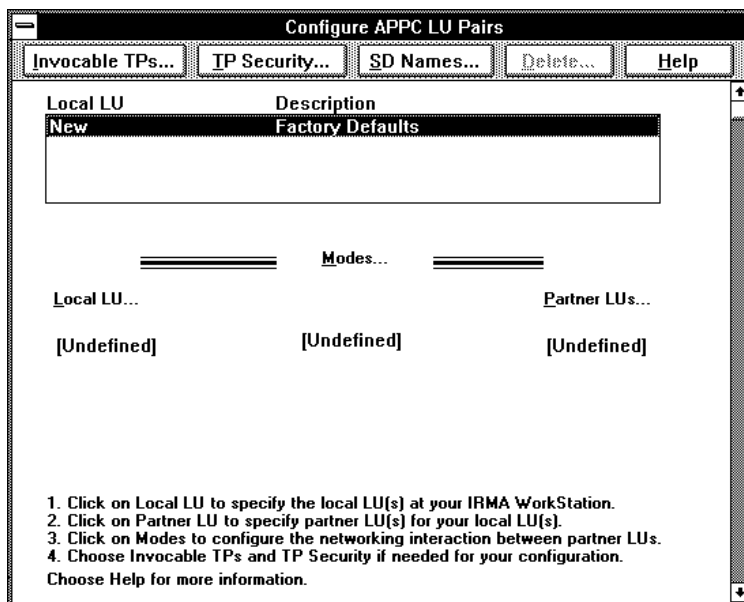 Configure APPC LU Pairs
Invocable TPs... TP Security... SD Names... Delete... Help
Local LU Description
New Factory Defaults
Modes...
Local LU... Partner LUs...
[Undefined] [Undefined] [Undefined]
1. Click on Local LU to specify the local LU(s) at your IRMA WorkStation.
2. Click on Partner LU to specify partner LU(s) for your local LU(s).
3. Click on Modes to configure the networking interaction between partner LUs.
4. Choose Invocable TPs and TP Security if needed for your configuration.
Choose Help for more information.